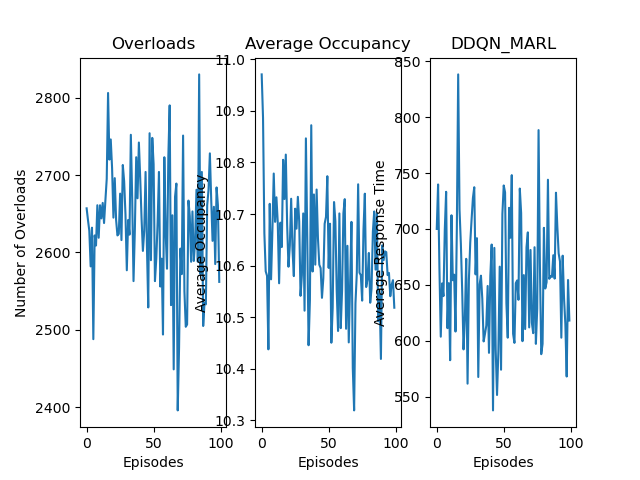 Overloads
Number of Overloads
2800
2700
2600
2500
2400
0 50 100
Episodes
Average Occupancy
Average Occupancy
11.0
10.9
10.8
10.7
10.6
10.5
10.4
10.3
0 50 100
Episodes
DDQN_MARL
Average Response Time
850
800
750
700
650
600
550
0 50 100
Episodes